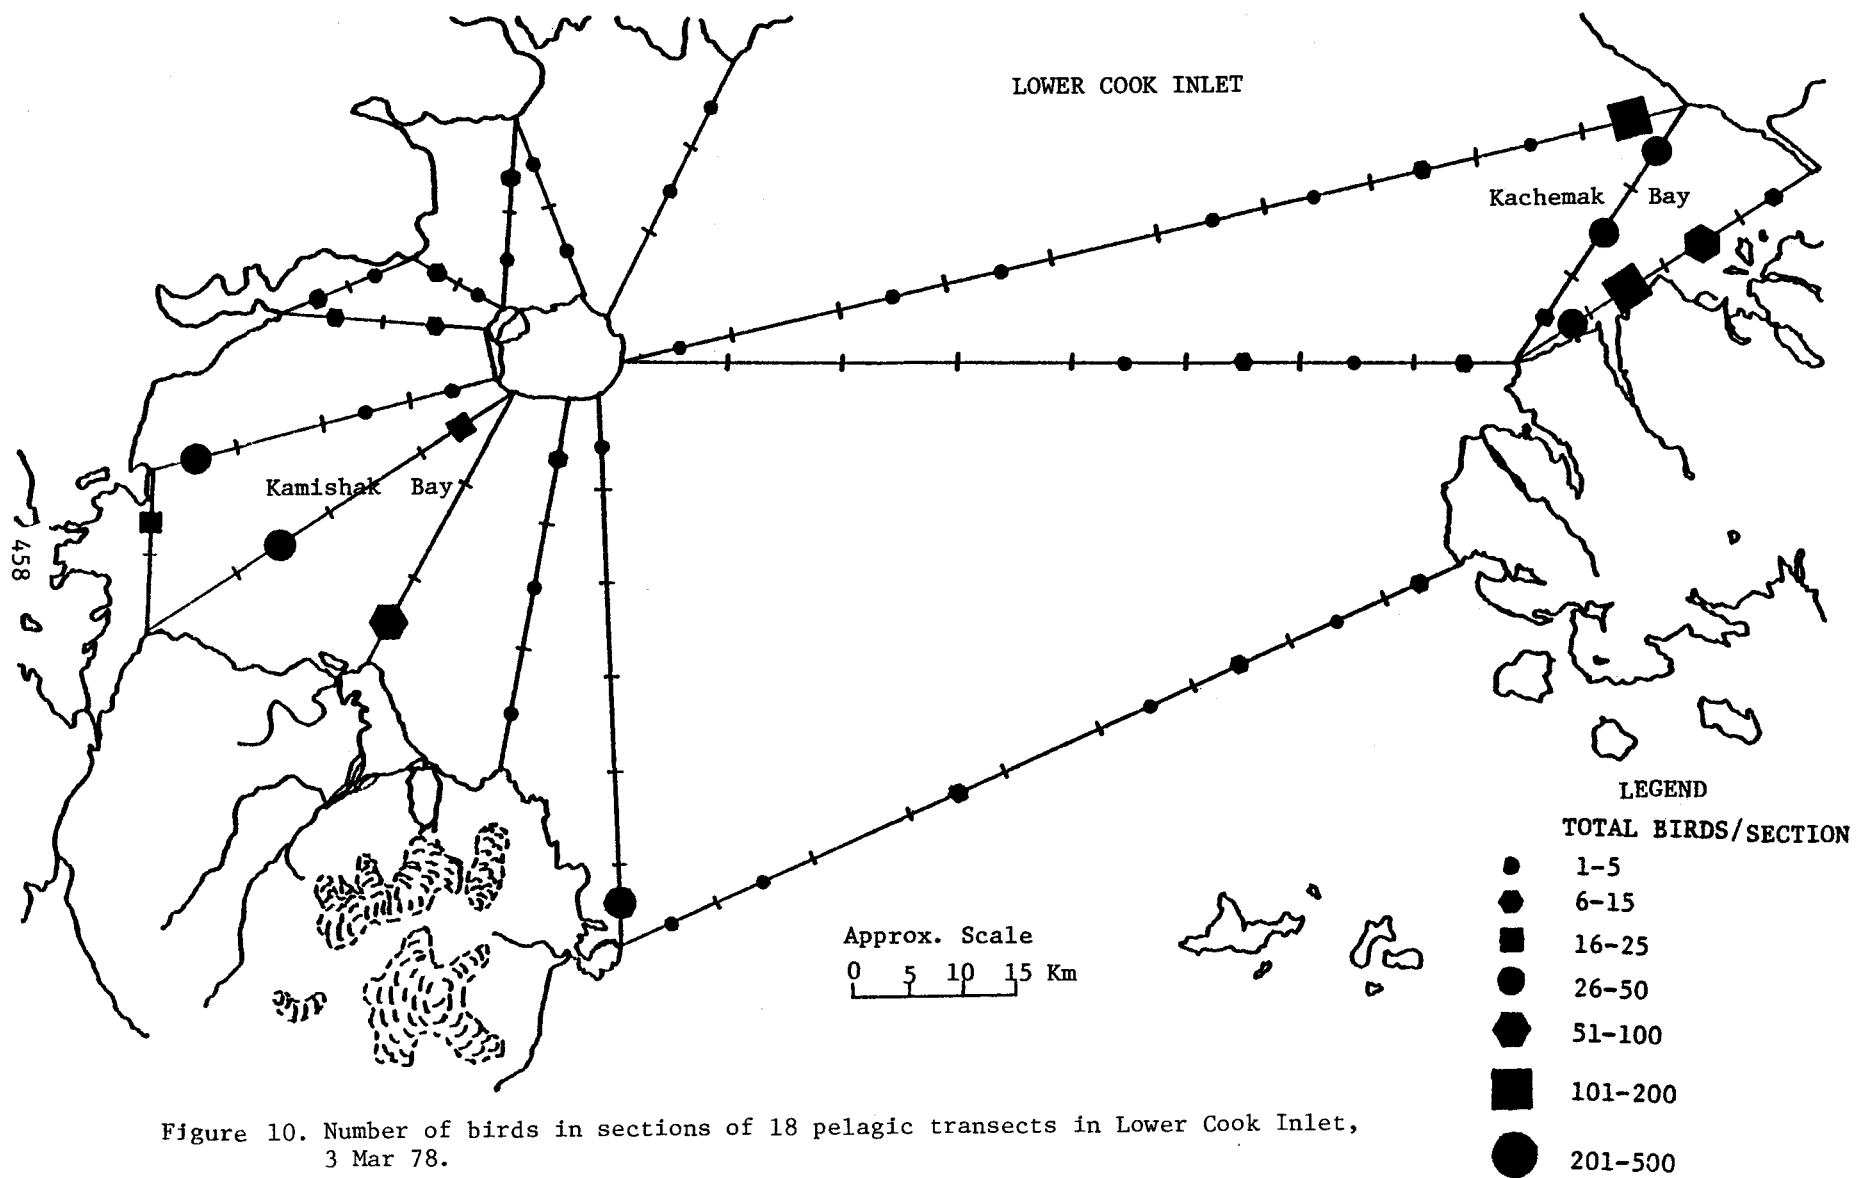 LOWER COOK INLET
Kachemak Bay
Kamishak Bay
458
LEGEND
TOTAL BIRDS/SECTION
1-5
6-15
16-25
26-50
51-100
101-200
201-500
Approx. Scale
0 5 10 15 Km
Figure 10. Number of birds in sections of 18 pelagic transects in Lower Cook Inlet,
3 Mar 78.